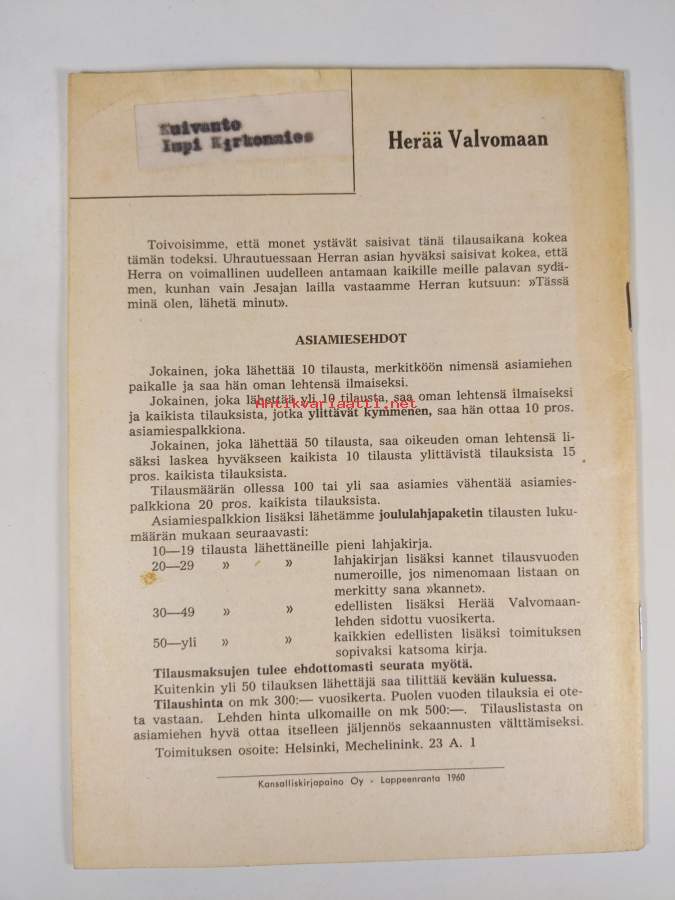 Kuivanto
Impi Kirkonmies
Herää Valvomaan
Toivoisimme, että monet ystävät saisivat tänä tilausaikana kokea
tämän todeksi. Uhrautuessaan Herran asian hyväksi saisivat kokea, että
Herra on voimallinen uudelleen antamaan kaikille meille palavan sydä-
men, kunhan vain Jesajan lailla vastaamme Herran kutsuun: »Tässä
minä olen, lähetä minut».
ASIAMIESEHDOT
Jokainen, joka lähettää 10 tilausta, merkitköön nimensä asiamiehen
paikalle ja saa hän oman lehtensä ilmaiseksi.
Jokainen, joka lähettää yli 10 tilausta, saa oman lehtensä ilmaiseksi
Antikvariaatti.net
ja kaikista tilauksista, jotka ylittävät kymmenen, saa hän ottaa 10 pros.
asiamiespalkkiona.
Jokainen, joka lähettää 50 tilausta, saa oikeuden oman lehtensä li-
säksi laskea hyväkseen kaikista 10 tilausta ylittävistä tilauksista 15
pros. kaikista tilauksista.
Tilausmäärän ollessa 100 tai yli saa asiamies vähentää asiamies-
palkkiona 20 pros. kaikista tilauksista.
Asiamiespalkkion lisäksi lähetämme joululahjapaketin tilausten luku-
määrän mukaan seuraavasti:
10—19 tilausta lähettäneille pieni lahjakirja.
20—29 » » lahjakirjan lisäksi kannet tilausvuoden
numeroille, jos nimenomaan listaan on
merkitty sana »kannet».
30—49 » » edellisten lisäksi Herää Valvomaan-
lehden sidottu vuosikerta.
50—yli » » kaikkien edellisten lisäksi toimituksen
sopivaksi katsoma kirja.
Tilausmaksujen tulee ehdottomasti seurata myötä.
Kuitenkin yli 50 tilauksen lähettäjä saa tilittää kevään kuluessa.
Tilaushinta on mk 300:— vuosikerta. Puolen vuoden tilauksia ei ote-
ta vastaan. Lehden hinta ulkomaille on mk 500:—. Tilauslistasta on
asiamiehen hyvä ottaa itselleen jäljennös sekaannusten välttämiseksi.
Toimituksen osoite: Helsinki, Mechelinink. 23 A. 1
Kansalliskirjapaino Oy - Lappeenranta 1960